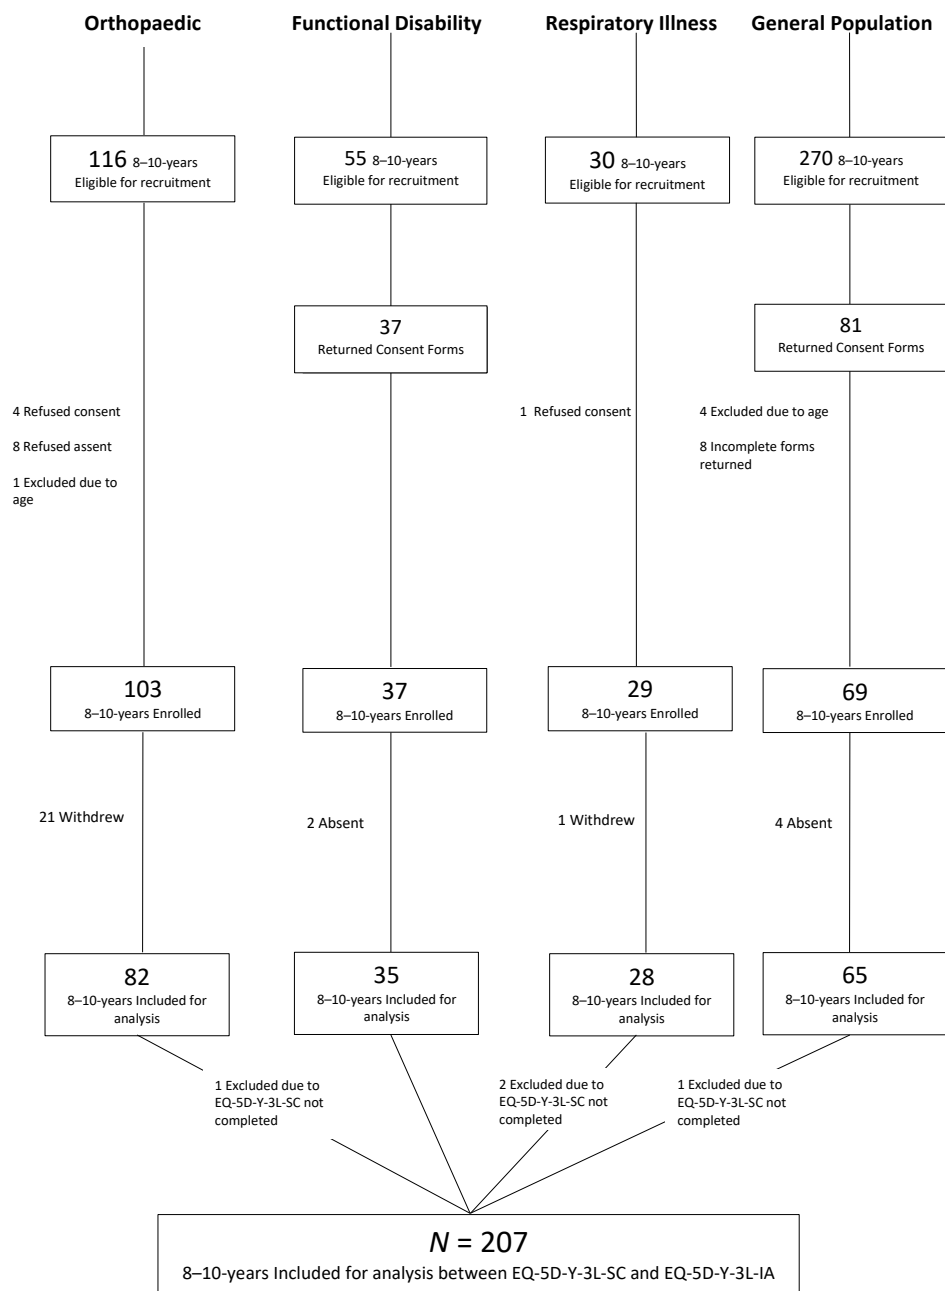 Orthopaedic
Functional Disability
Respiratory Illness
General Population
116 8–10-years
Eligible for recruitment
55 8–10-years
Eligible for recruitment
30 8–10-years
Eligible for recruitment
270 8–10-years
Eligible for recruitment
37
Returned Consent Forms
81
Returned Consent Forms
4 Refused consent
8 Refused assent
1 Excluded due to
age
1 Refused consent
4 Excluded due to age
8 Incomplete forms
returned
103
8–10-years Enrolled
37
8–10-years Enrolled
29
8–10-years Enrolled
69
8–10-years Enrolled
21 Withdrew
2 Absent
1 Withdrew
4 Absent
82
8–10-years Included for
analysis
35
8–10-years Included for
analysis
28
8–10-years Included for
analysis
65
8–10-years Included for
analysis
1 Excluded due to
EQ-5D-Y-3L-SC not
completed
2 Excluded due to
EQ-5D-Y-3L-SC not
completed
1 Excluded due to
EQ-5D-Y-3L-SC not
completed
N = 207
8–10-years Included for analysis between EQ-5D-Y-3L-SC and EQ-5D-Y-3L-IA